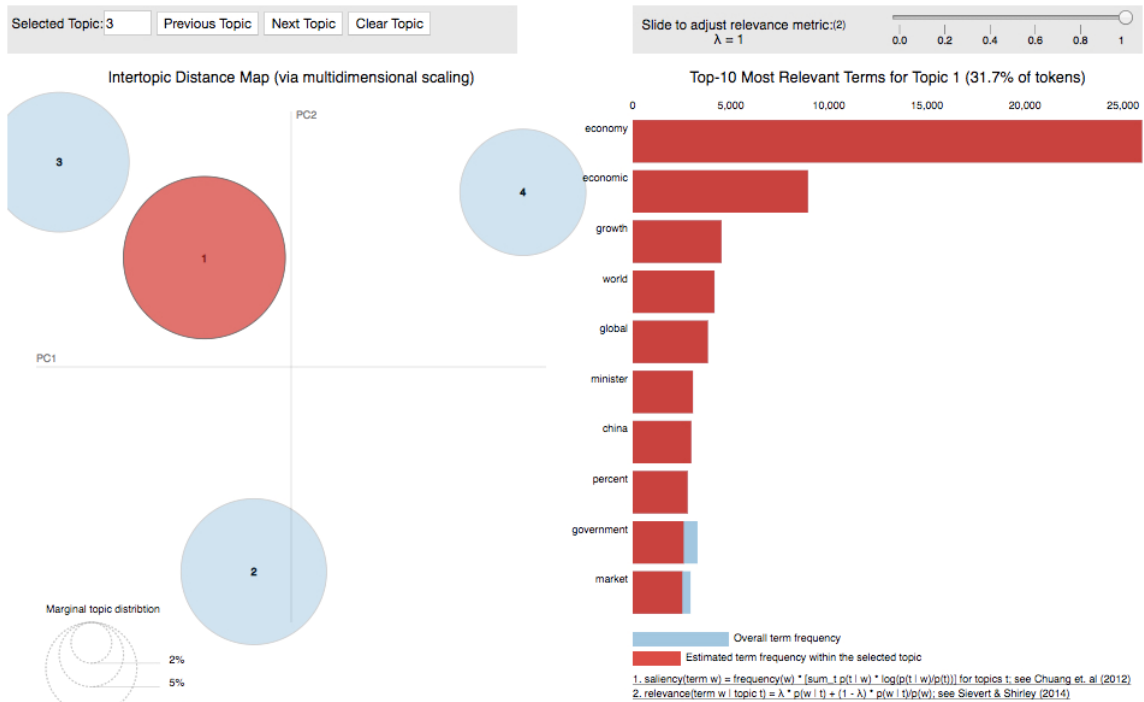 Selected Topic: 3 Previous Topic Next Topic Clear Topic
Slide to adjust relevance metric:(2)
λ = 1
0.0 0.2 0.4 0.6 0.8 1
Intertopic Distance Map (via multidimensional scaling)
PC2
PC1
3
1
4
2
Marginal topic distribtion
2%
5%
Top-10 Most Relevant Terms for Topic 1 (31.7% of tokens)
0 5,000 10,000 15,000 20,000 25,000
economy
economic
growth
world
global
minister
china
percent
government
market
Overall term frequency
Estimated term frequency within the selected topic
1. saliency(term w) = frequency(w) * [sum_t p(t | w) * log(p(t | w)/p(t))] for topics t; see Chuang et. al (2012)
2. relevance(term w | topic t) = λ * p(w | t) + (1 - λ) * p(w | t)/p(w); see Sievert & Shirley (2014)